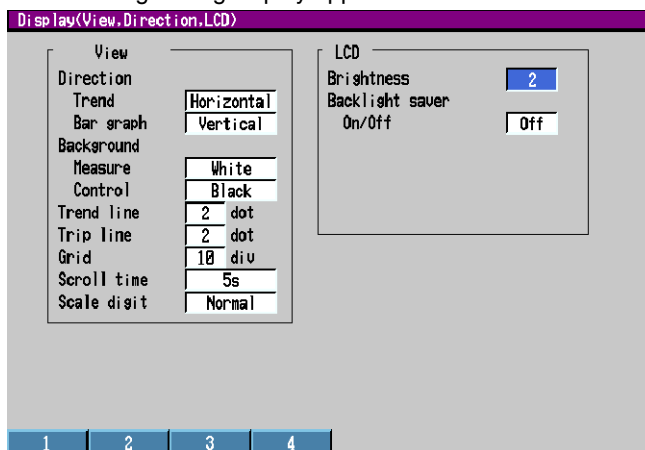 Display(View,Direction,LCD)
View
Direction
Trend Horizontal
Bar graph Vertical
Background
Measure White
Control Black
Trend line 2 dot
Trip line 2 dot
Grid 10 div
Scroll time 5s
Scale digit Normal
LCD
Brightness 2
Backlight saver
On/Off Off
1 2 3 4